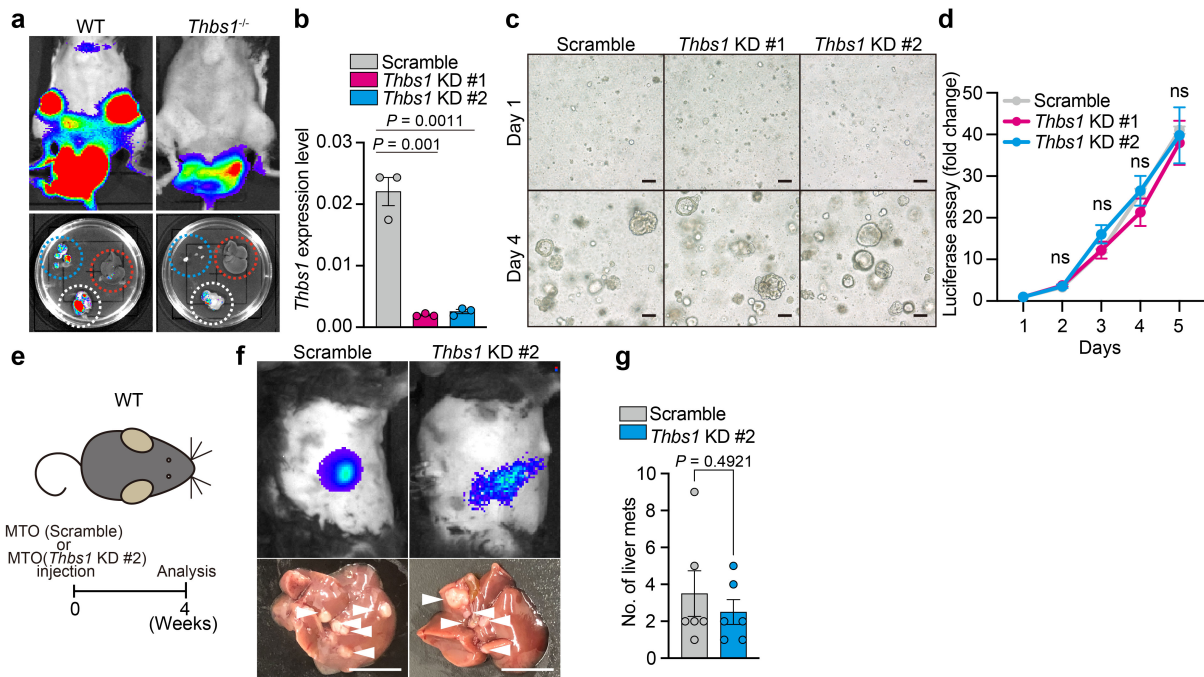 a
WT
Thbs1-/-
b
Scramble
Thbs1 KD #1
Thbs1 KD #2
P = 0.0011
P = 0.001
Thbs1 expression level
0.03
0.02
0.01
0.00
c
Scramble
Thbs1 KD #1
Thbs1 KD #2
Day 1
Day 4
d
Scramble
Thbs1 KD #1
Thbs1 KD #2
Luciferase assay (fold change)
50
40
30
20
10
0
ns
ns
ns
ns
1 2 3 4 5
Days
e
WT
MTO (Scramble)
or
MTO(Thbs1 KD #2)
injection
Analysis
0
4
(Weeks)
f
Scramble
Thbs1 KD #2
g
Scramble
Thbs1 KD #2
P = 0.4921
No. of liver mets
10
8
6
4
2
0